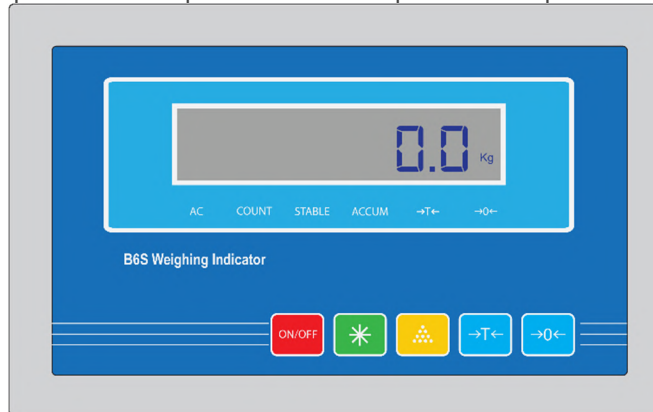 0.0 Kg
AC COUNT STABLE ACCUM →T← →0←
B6S Weighing Indicator
ON/OFF →T← →0←